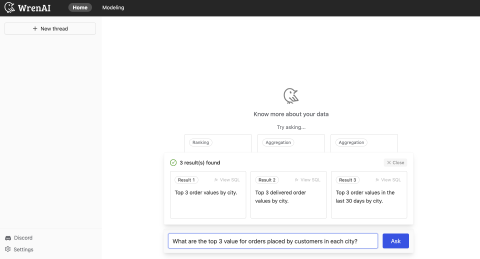 WrenAI
Home
Modeling
+ New thread
Know more about your data
Try asking...
Ranking
Aggregation
Aggregation
3 result(s) found
Close
Result 1
View SQL
Top 3 order values by city.
Result 2
View SQL
Top 3 delivered order
values by city.
Result 3
View SQL
Top 3 order values in the
last 30 days by city.
What are the top 3 value for orders placed by customers in each city?
Ask
Discord
Settings